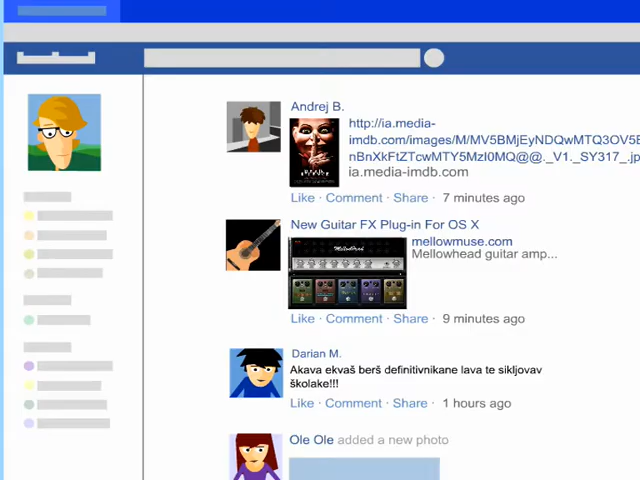 Andrej B.
http://ia.media-
imdb.com/images/M/MV5BMjEyNDQwMTQ3OVE
nBnXkFtZTcwMTY5MzI0MQ@@._V1._SY317_.jp
ia.media-imdb.com
Like · Comment · Share · 7 minutes ago
New Guitar FX Plug-in For OS X
mellowmuse.com
Mellowhead guitar amp...
Like · Comment · Share · 9 minutes ago
Darian M.
Akava ekvaš berš definitivnikane lava te sikljovav
školake!!!
Like · Comment · Share · 1 hours ago
Ole Ole added a new photo